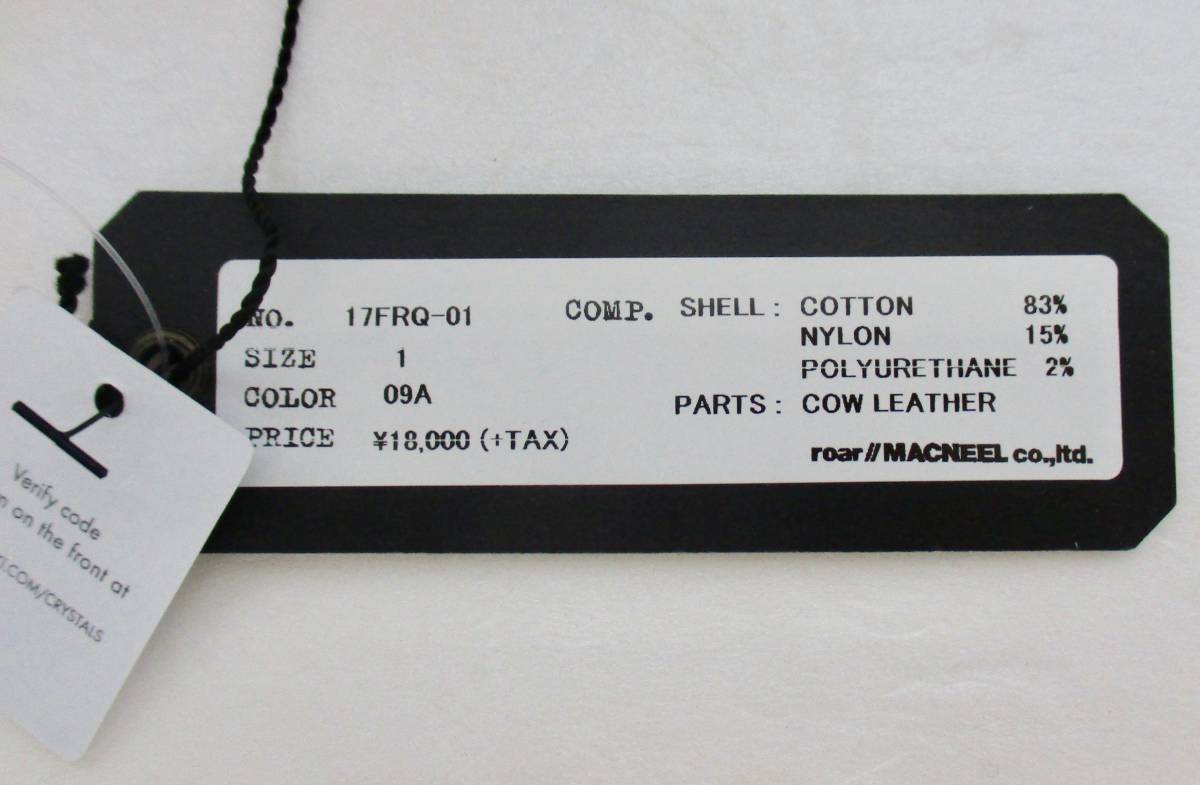 NO. 17FRQ-01
SIZE 1
COLOR 09A
PRICE ¥18,000 (+TAX)
COMP. SHELL: COTTON 83%
NYLON 15%
POLYURETHANE 2%
PARTS: COW LEATHER
roar//MACNEEL co.,ltd.
Verify code
on the front at
.COM/CRYSTALS